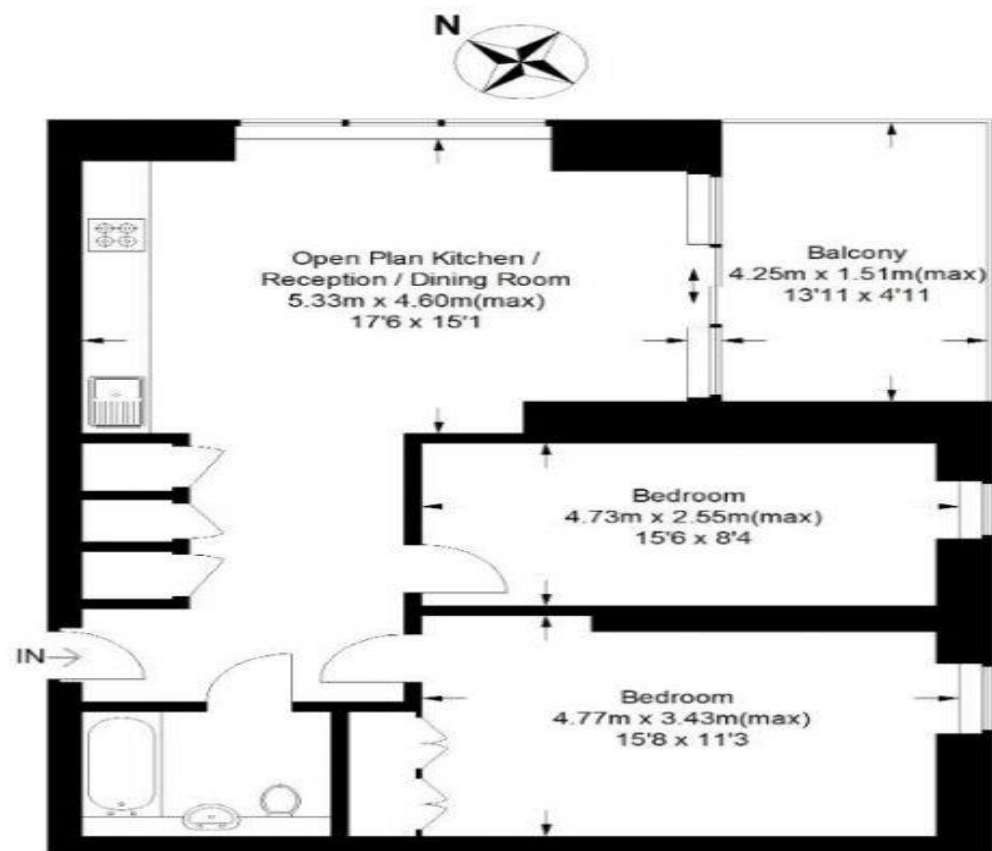 N
Open Plan Kitchen /
Reception / Dining Room
5.33m x 4.60m(max)
17'6 x 15'1
Balcony
4.25m x 1.51m(max)
13'11 x 4'11
Bedroom
4.73m x 2.55m(max)
15'6 x 8'4
IN
Bedroom
4.77m x 3.43m(max)
15'8 x 11'3